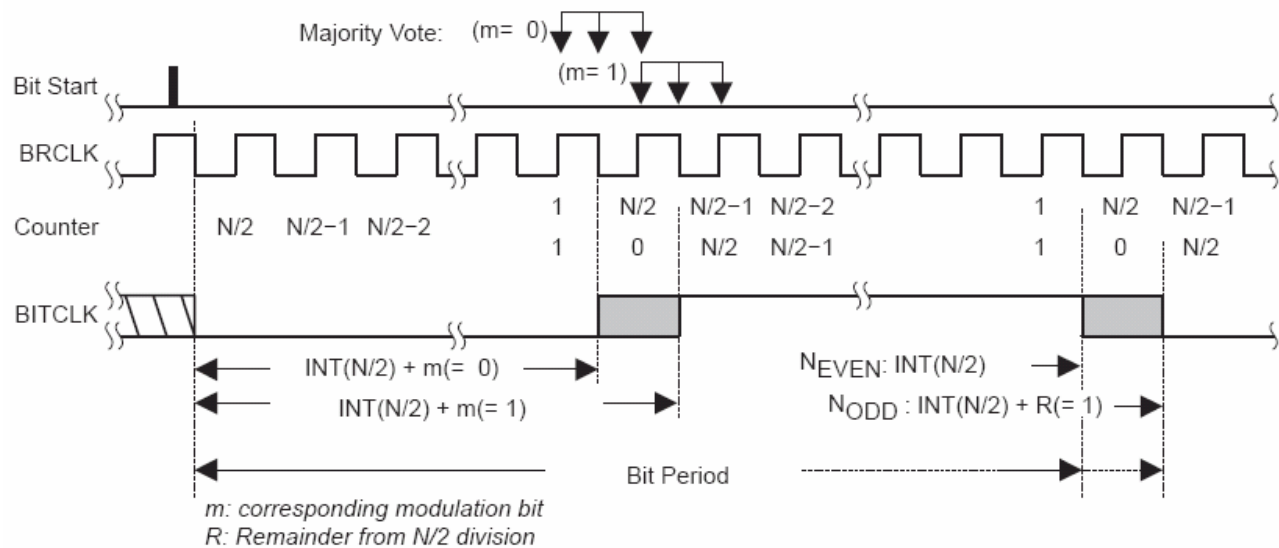 Majority Vote: (m= 0)
(m= 1)
Bit Start
BRCLK
Counter
N/2 N/2−1 N/2−2 1 N/2 N/2−1 N/2−2 1 N/2 N/2−1
1 0 N/2 N/2−1 1 0 N/2
BITCLK
INT(N/2) + m(= 0) NEVEN: INT(N/2)
INT(N/2) + m(= 1) NODD : INT(N/2) + R(= 1)
Bit Period
m: corresponding modulation bit
R: Remainder from N/2 division